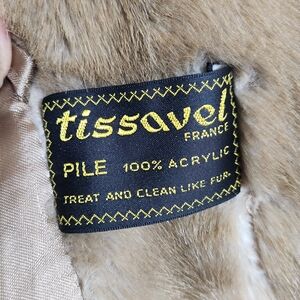 tissavel
FRANCE
PILE 100% ACRYLIC
TREAT AND CLEAN LIKE FUR.